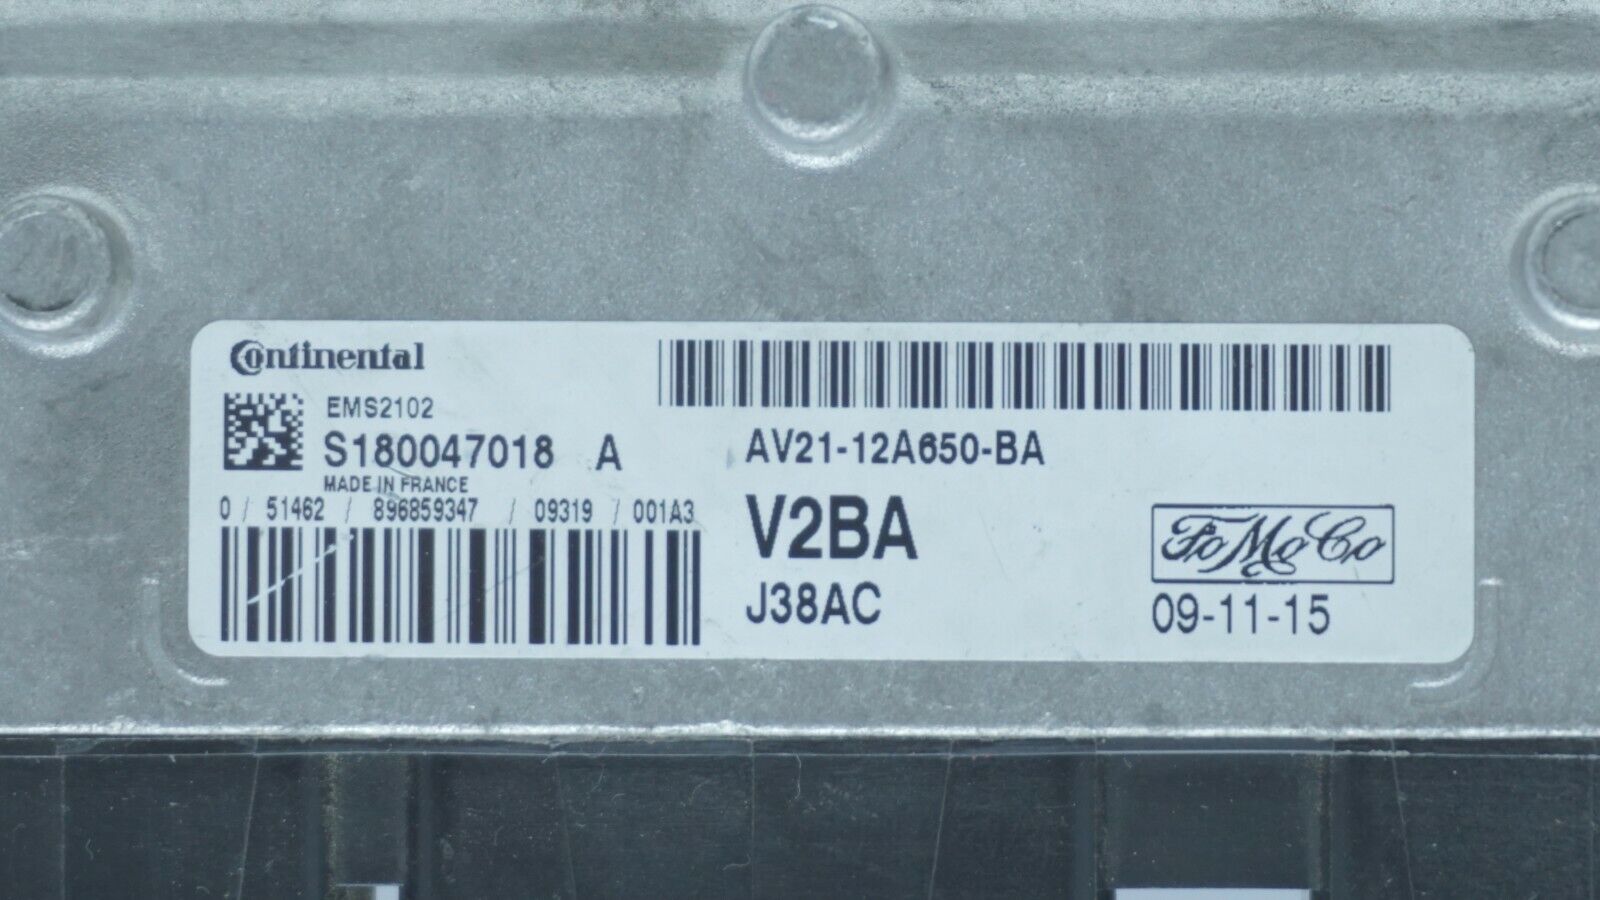 Continental
EMS2102
S180047018 A
MADE IN FRANCE
0 / 51462 / 896859347 / 09319 / 001A3
AV21-12A650-BA
V2BA
J38AC
FoMoCo
09-11-15